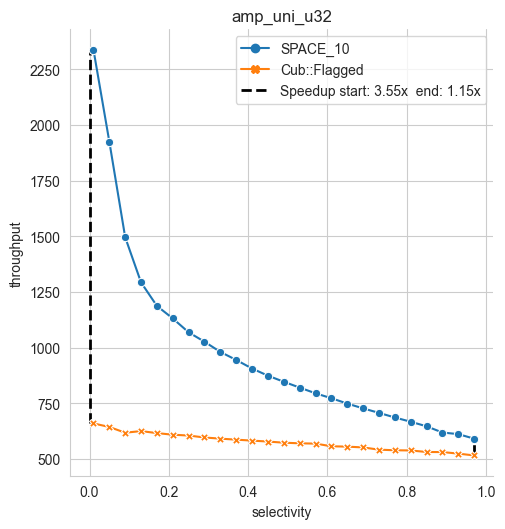 amp_uni_u32
SPACE_10
Cub::Flagged
Speedup start: 3.55x  end: 1.15x
throughput
2250
2000
1750
1500
1250
1000
750
500
0.0 0.2 0.4 0.6 0.8 1.0
selectivity